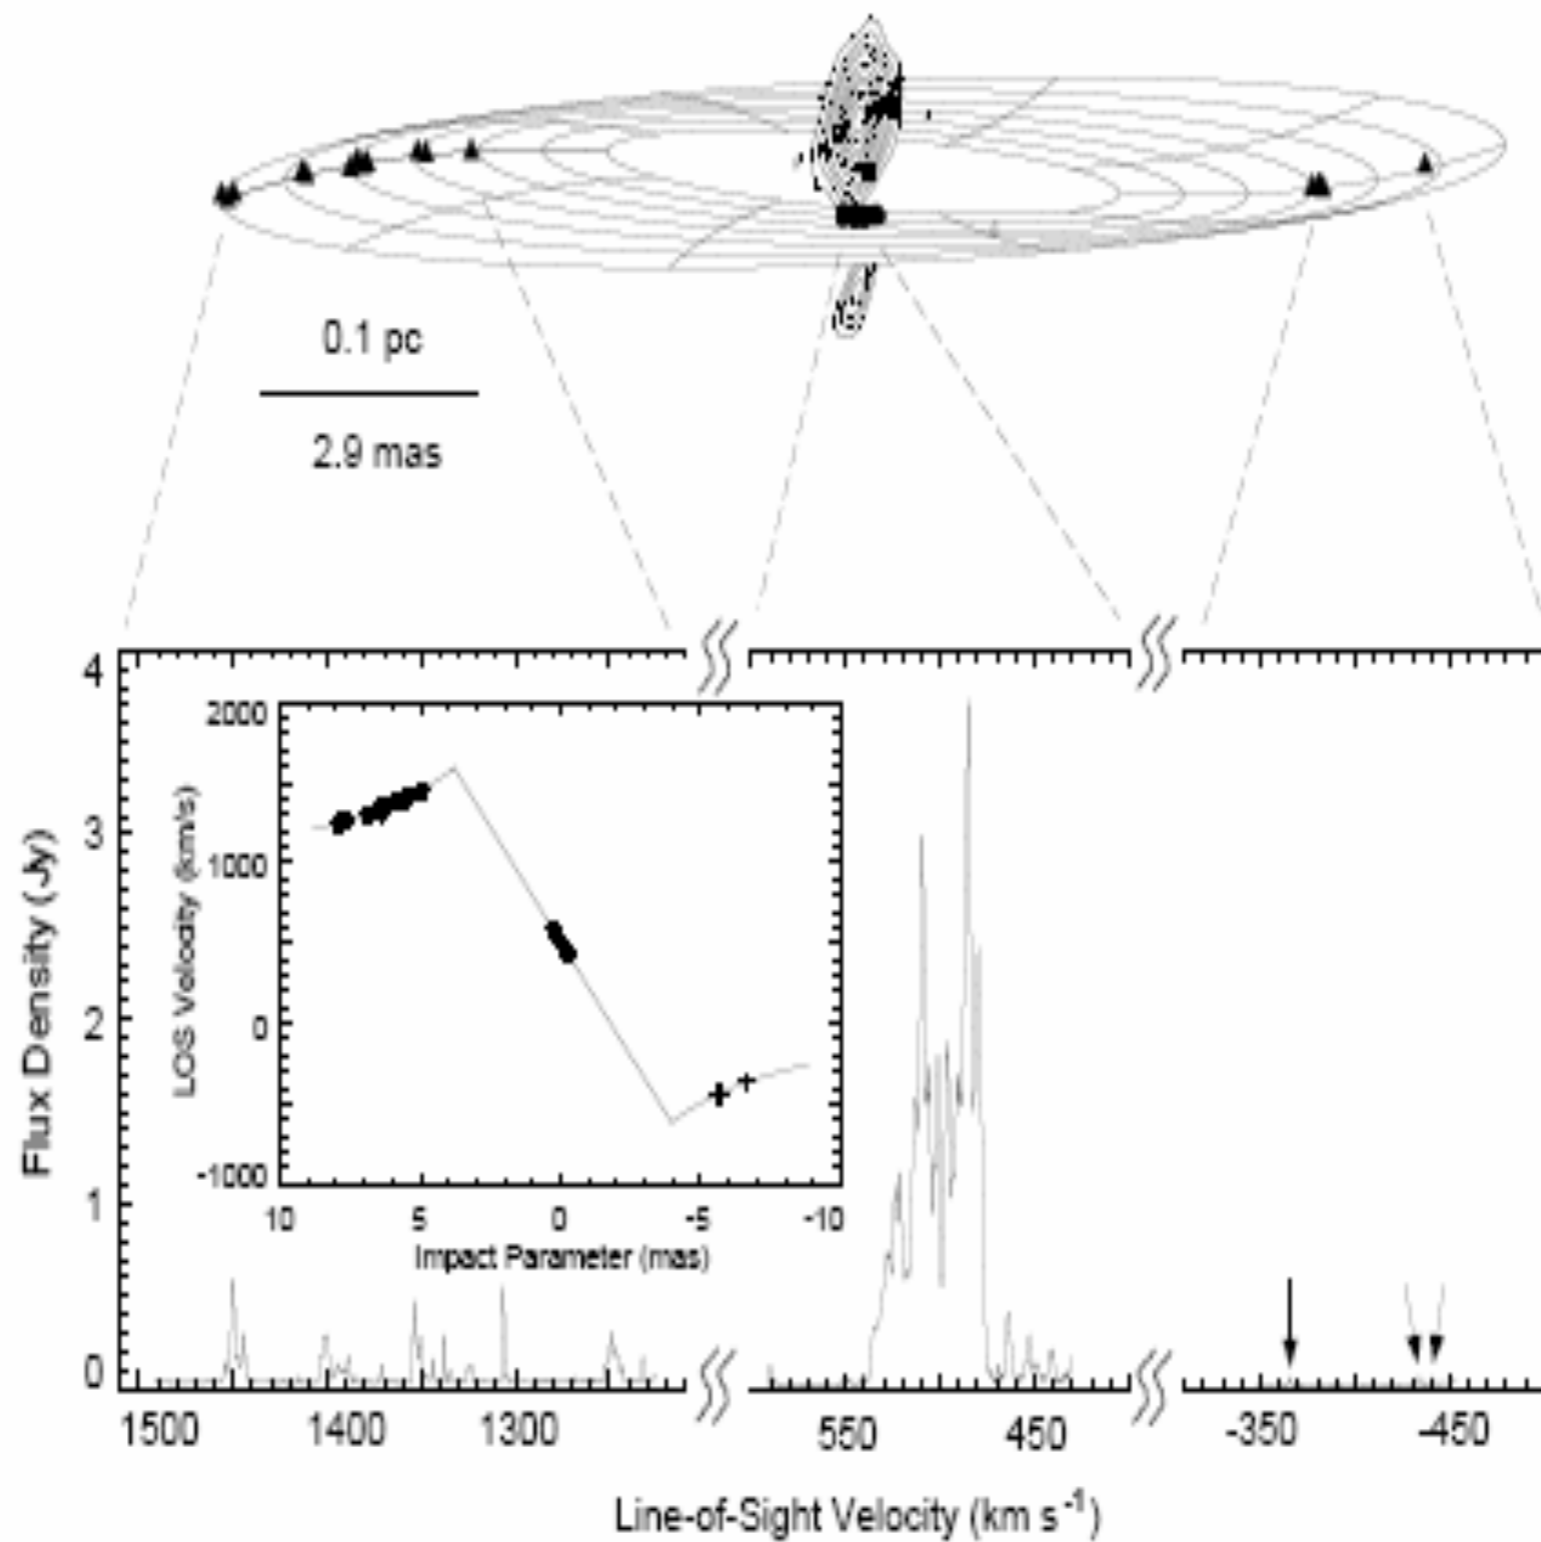 0.1 pc
2.9 mas
4
3
2
1
0
Flux Density (Jy)
2000
1000
0
-1000
LOS Velocity (km/s)
10 5 0 -5 -10
Impact Parameter (mas)
1500 1400 1300 550 450 -350 -450
Line-of-Sight Velocity (km s⁻¹)